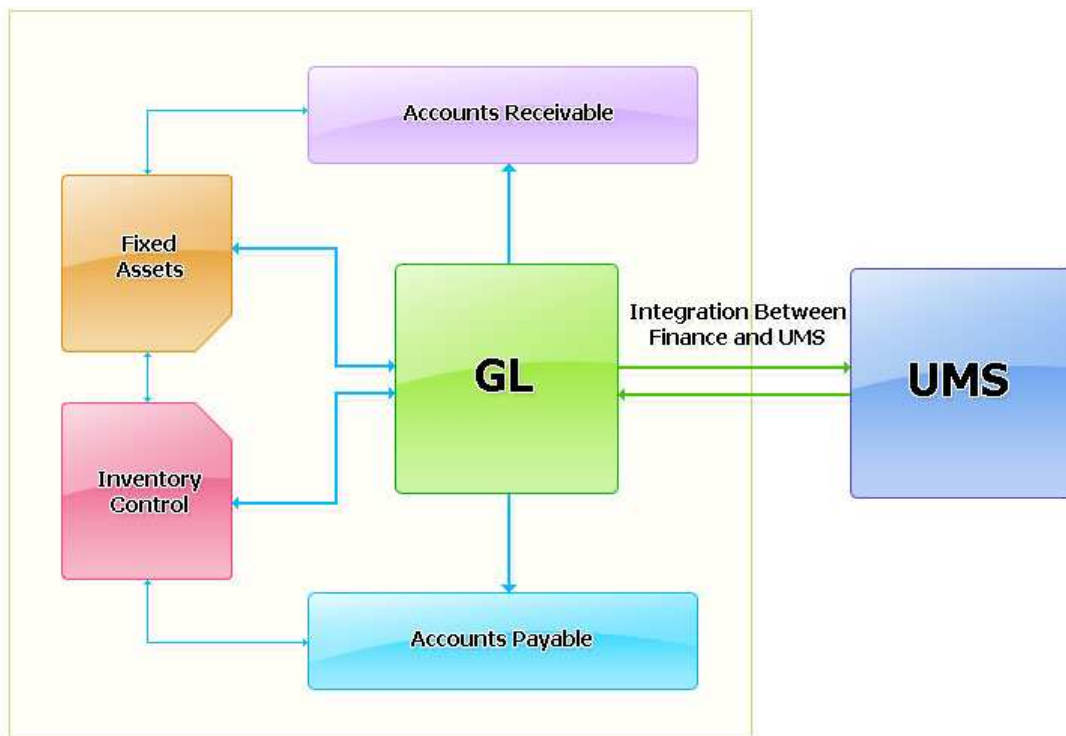 Accounts Receivable
Fixed
Assets
Integration Between
Finance and UMS
GL
UMS
Inventory
Control
Accounts Payable